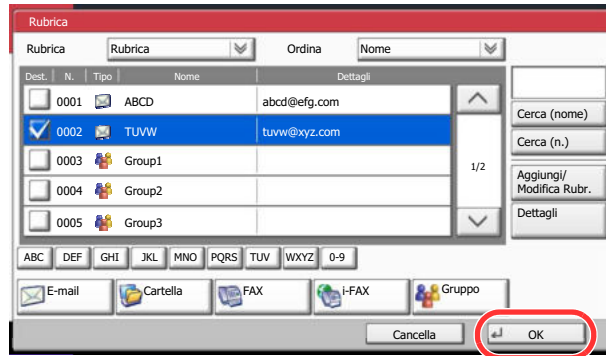 Rubrica
Rubrica Rubrica Ordina Nome
Dest. N. Tipo Nome Dettagli
0001 ABCD abcd@efg.com
0002 TUVW tuvw@xyz.com
0003 Group1
0004 Group2
0005 Group3
1/2
Cerca (nome)
Cerca (n.)
Aggiungi/
Modifica Rubr.
Dettagli
ABC DEF GHI JKL MNO PQRS TUV WXYZ 0-9
E-mail Cartella FAX i-FAX Gruppo
Cancella OK